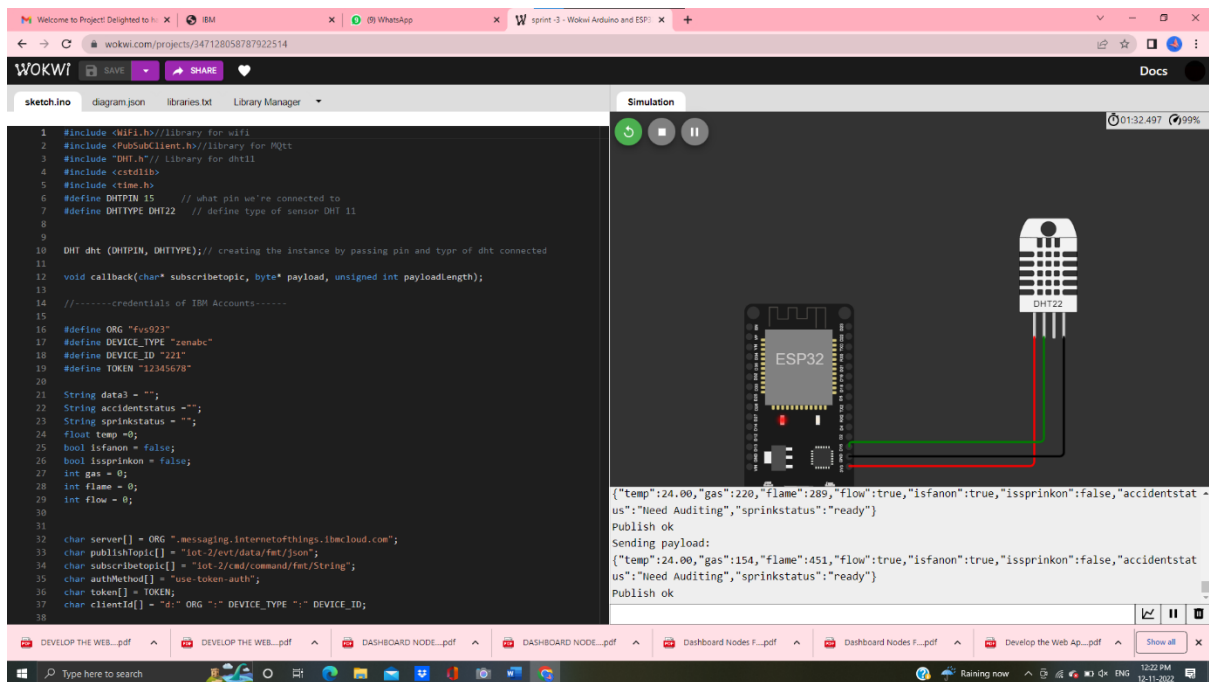 Welcome to Project! Delighted to h
IBM
(9) WhatsApp
sprint -3 - Wokwi Arduino and ESP3
wokwi.com/projects/347128058787922514
WOKWi
SAVE
SHARE
Docs
sketch.ino
diagram.json
libraries.txt
Library Manager
Simulation
01:32.497
99%
1 #include <WiFi.h>//library for wifi
2 #include <PubSubClient.h>//library for MQtt
3 #include "DHT.h"// Library for dht11
4 #include <cstdlib>
5 #include <time.h>
6 #define DHTPIN 15 // what pin we're connected to
7 #define DHTTYPE DHT22 // define type of sensor DHT 11
8
9
10 DHT dht (DHTPIN, DHTTYPE);// creating the instance by passing pin and typr of dht connected
11
12 void callback(char* subscribetopic, byte* payload, unsigned int payloadLength);
13
14 //-------credentials of IBM Accounts------
15
16 #define ORG "fvs923"
17 #define DEVICE_TYPE "zenabc"
18 #define DEVICE_ID "221"
19 #define TOKEN "12345678"
20
21 String data3 = "";
22 String accidentstatus ="";
23 String sprinkstatus = "";
24 float temp =0;
25 bool isfanon = false;
26 bool issprinkon = false;
27 int gas = 0;
28 int flame = 0;
29 int flow = 0;
30
31
32 char server[] = ORG ".messaging.internetofthings.ibmcloud.com";
33 char publishTopic[] = "iot-2/evt/data/fmt/json";
34 char subscribetopic[] = "iot-2/cmd/command/fmt/String";
35 char authMethod[] = "use-token-auth";
36 char token[] = TOKEN;
37 char clientId[] = "d:" ORG ":" DEVICE_TYPE ":" DEVICE_ID;
38
DHT22
ESP32
{"temp":24.00,"gas":220,"flame":289,"flow":true,"isfanon":true,"issprinkon":false,"accidentstat
us":"Need Auditing","sprinkstatus":"ready"}
Publish ok
Sending payload:
{"temp":24.00,"gas":154,"flame":451,"flow":true,"isfanon":true,"issprinkon":false,"accidentstat
us":"Need Auditing","sprinkstatus":"ready"}
Publish ok
DEVELOP THE WEB....pdf
DEVELOP THE WEB....pdf
DASHBOARD NODE....pdf
DASHBOARD NODE....pdf
Dashboard Nodes F....pdf
Dashboard Nodes F....pdf
Develop the Web Ap....pdf
Show all
Type here to search
Raining now
ENG
12:22 PM
12-11-2022